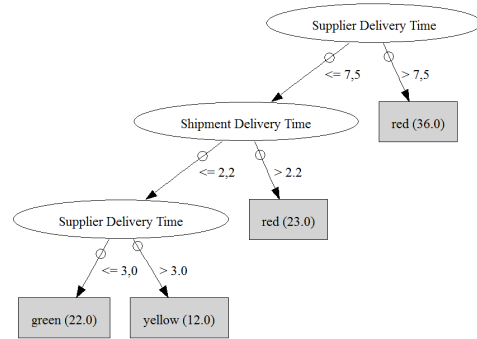 Supplier Delivery Time
<= 7,5
> 7,5
Shipment Delivery Time
red (36.0)
<= 2,2
> 2.2
Supplier Delivery Time
red (23.0)
<= 3,0
> 3.0
green (22.0)
yellow (12.0)